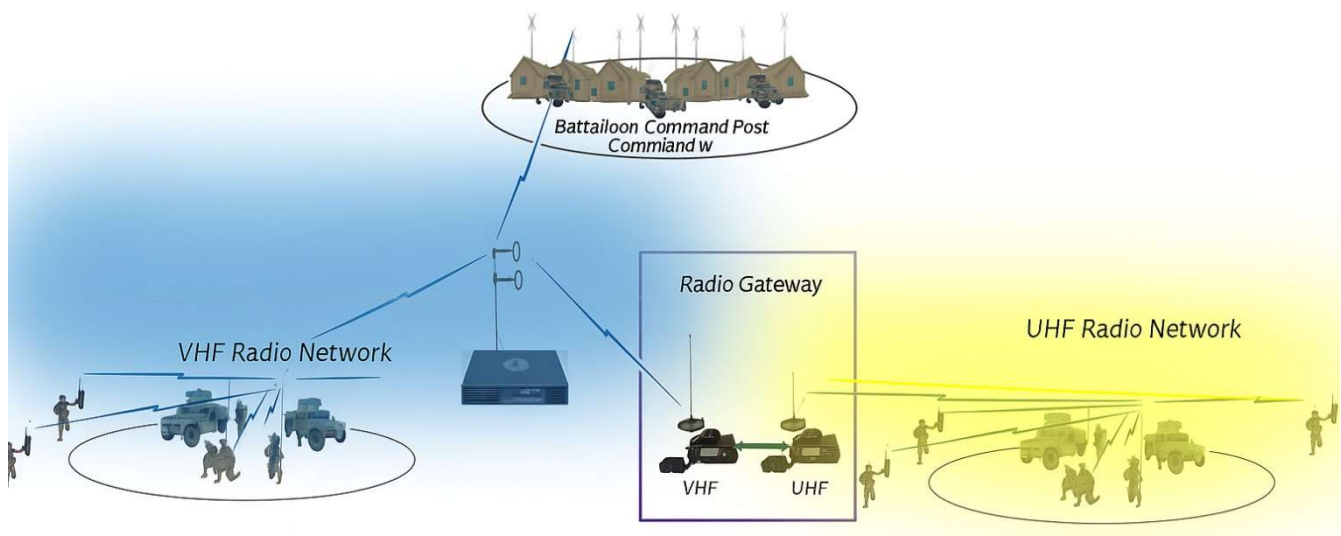 Battailoon Command Post
Commiand w
Radio Gateway
VHF Radio Network
UHF Radio Network
VHF
UHF